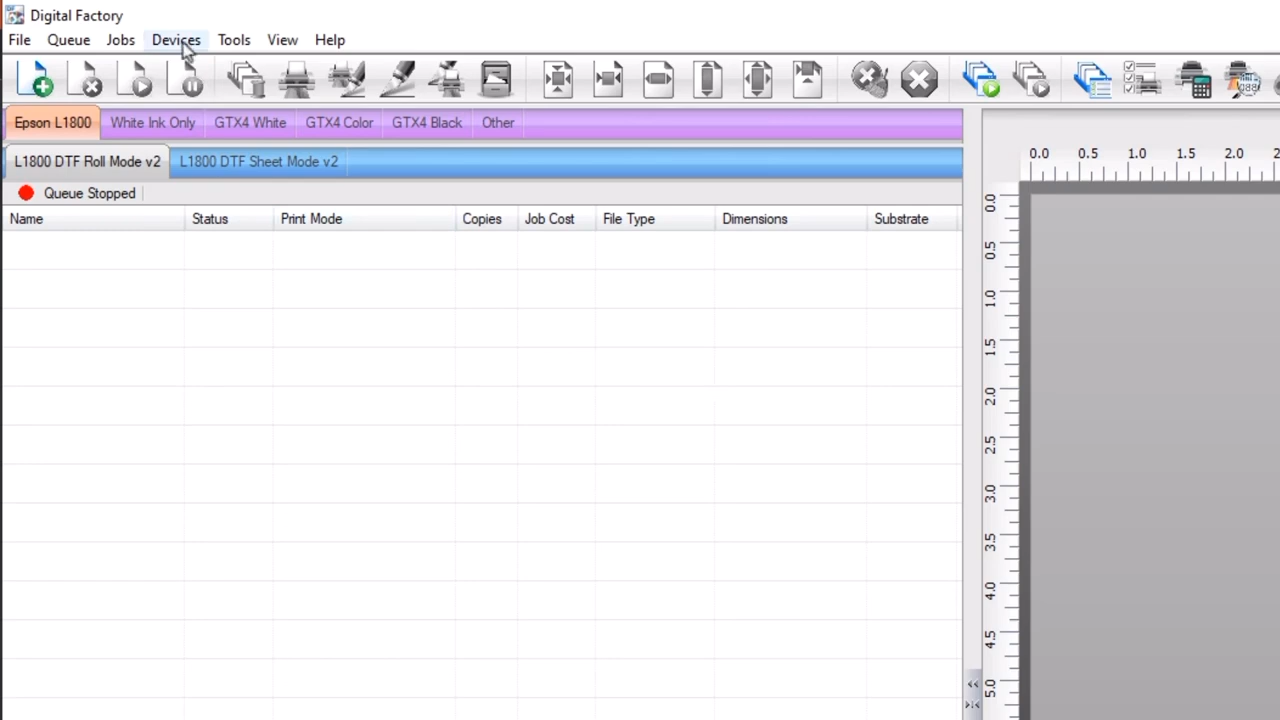 Digital Factory
File Queue Jobs Devices Tools View Help
Epson L1800 White Ink Only GTX4 White GTX4 Color GTX4 Black Other
L1800 DTF Roll Mode v2 L1800 DTF Sheet Mode v2
Queue Stopped
Name Status Print Mode Copies Job Cost File Type Dimensions Substrate
0.0 0.5 1.0 1.5 2.0
0.0
0.5
1.0
1.5
2.0
2.5
3.0
3.5
4.0
4.5
5.0